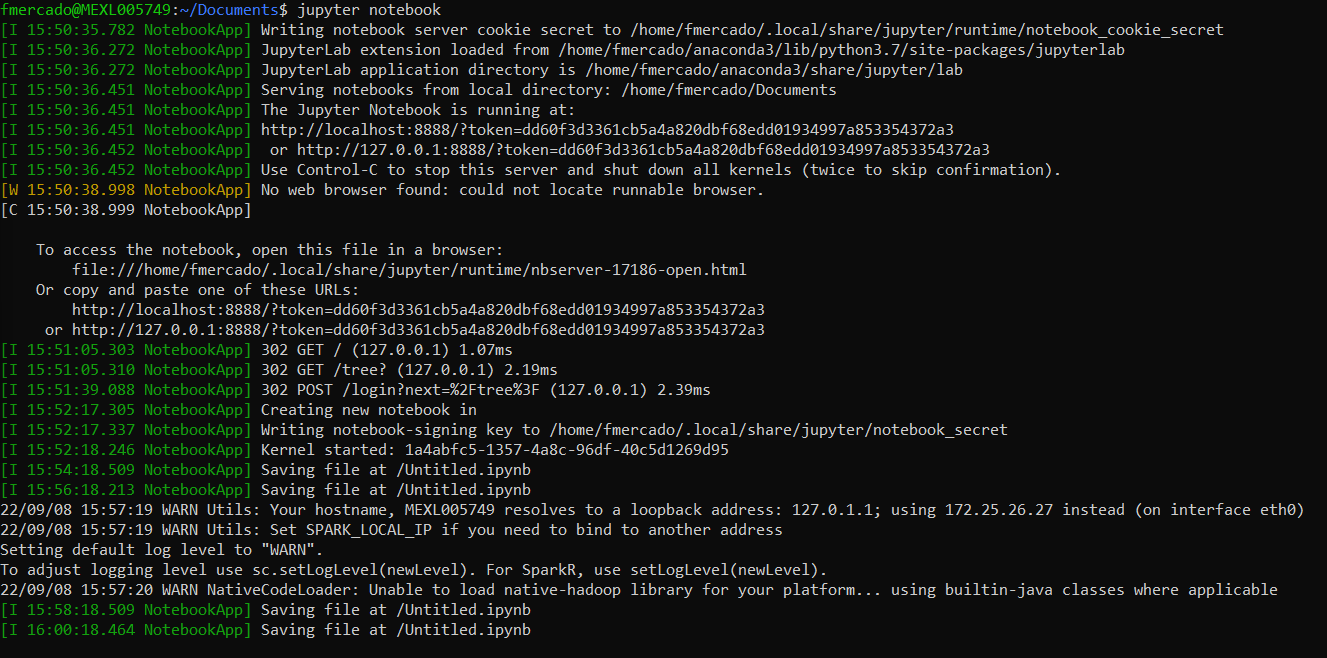 fmercado@MEXL005749:~/Documents$ jupyter notebook
[I 15:50:35.782 NotebookApp] Writing notebook server cookie secret to /home/fmercado/.local/share/jupyter/runtime/notebook_cookie_secret
[I 15:50:36.272 NotebookApp] JupyterLab extension loaded from /home/fmercado/anaconda3/lib/python3.7/site-packages/jupyterlab
[I 15:50:36.272 NotebookApp] JupyterLab application directory is /home/fmercado/anaconda3/share/jupyter/lab
[I 15:50:36.451 NotebookApp] Serving notebooks from local directory: /home/fmercado/Documents
[I 15:50:36.451 NotebookApp] The Jupyter Notebook is running at:
[I 15:50:36.451 NotebookApp] http://localhost:8888/?token=dd60f3d3361cb5a4a820dbf68edd01934997a853354372a3
[I 15:50:36.452 NotebookApp]  or http://127.0.0.1:8888/?token=dd60f3d3361cb5a4a820dbf68edd01934997a853354372a3
[I 15:50:36.452 NotebookApp] Use Control-C to stop this server and shut down all kernels (twice to skip confirmation).
[W 15:50:38.998 NotebookApp] No web browser found: could not locate runnable browser.
[C 15:50:38.999 NotebookApp]
To access the notebook, open this file in a browser:
file:///home/fmercado/.local/share/jupyter/runtime/nbserver-17186-open.html
Or copy and paste one of these URLs:
http://localhost:8888/?token=dd60f3d3361cb5a4a820dbf68edd01934997a853354372a3
or http://127.0.0.1:8888/?token=dd60f3d3361cb5a4a820dbf68edd01934997a853354372a3
[I 15:51:05.303 NotebookApp] 302 GET / (127.0.0.1) 1.07ms
[I 15:51:05.310 NotebookApp] 302 GET /tree? (127.0.0.1) 2.19ms
[I 15:51:39.088 NotebookApp] 302 POST /login?next=%2Ftree%3F (127.0.0.1) 2.39ms
[I 15:52:17.305 NotebookApp] Creating new notebook in
[I 15:52:17.337 NotebookApp] Writing notebook-signing key to /home/fmercado/.local/share/jupyter/notebook_secret
[I 15:52:18.246 NotebookApp] Kernel started: 1a4abfc5-1357-4a8c-96df-40c5d1269d95
[I 15:54:18.509 NotebookApp] Saving file at /Untitled.ipynb
[I 15:56:18.213 NotebookApp] Saving file at /Untitled.ipynb
22/09/08 15:57:19 WARN Utils: Your hostname, MEXL005749 resolves to a loopback address: 127.0.1.1; using 172.25.26.27 instead (on interface eth0)
22/09/08 15:57:19 WARN Utils: Set SPARK_LOCAL_IP if you need to bind to another address
Setting default log level to "WARN".
To adjust logging level use sc.setLogLevel(newLevel). For SparkR, use setLogLevel(newLevel).
22/09/08 15:57:20 WARN NativeCodeLoader: Unable to load native-hadoop library for your platform... using builtin-java classes where applicable
[I 15:58:18.509 NotebookApp] Saving file at /Untitled.ipynb
[I 16:00:18.464 NotebookApp] Saving file at /Untitled.ipynb